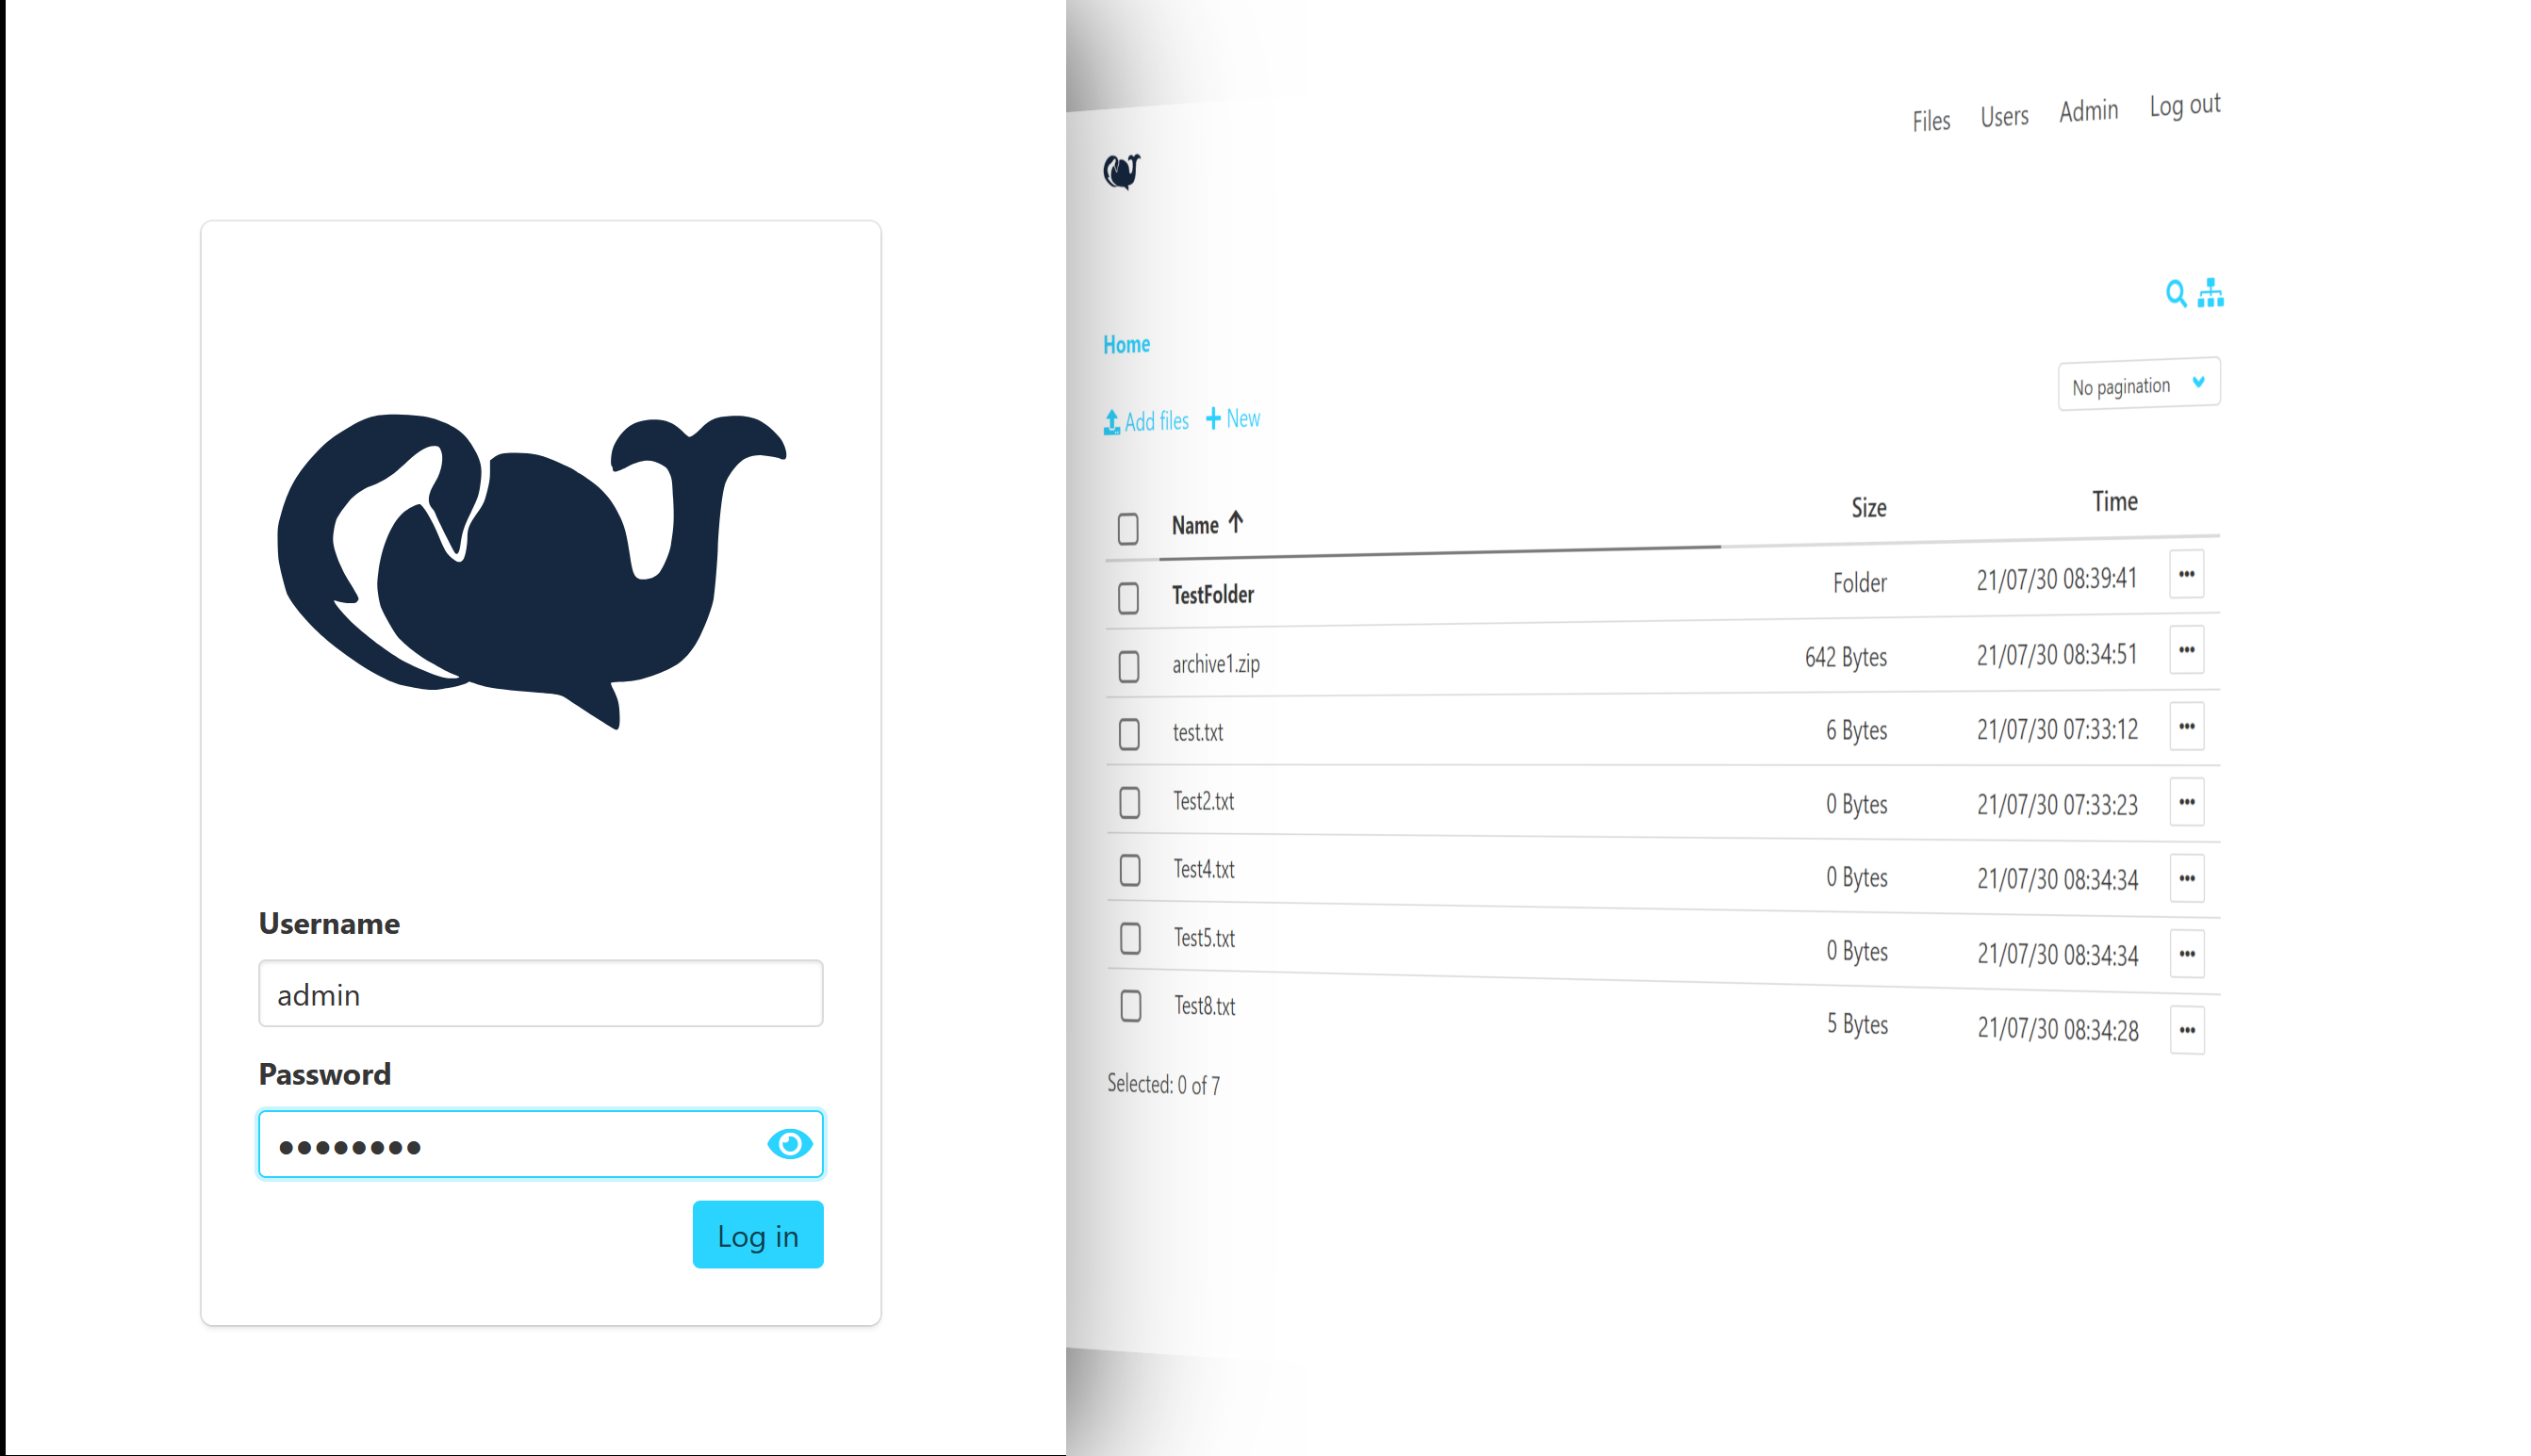 Username
admin
Password
••••••••
Log in
Files Users Admin Log out
Home
No pagination
Add files + New
Name ↑ Size Time
TestFolder Folder 21/07/30 08:39:41 •••
archive1.zip 642 Bytes 21/07/30 08:34:51 •••
test.txt 6 Bytes 21/07/30 07:33:12 •••
Test2.txt 0 Bytes 21/07/30 07:33:23 •••
Test4.txt 0 Bytes 21/07/30 08:34:34 •••
Test5.txt 0 Bytes 21/07/30 08:34:34 •••
Test8.txt 5 Bytes 21/07/30 08:34:28 •••
Selected: 0 of 7